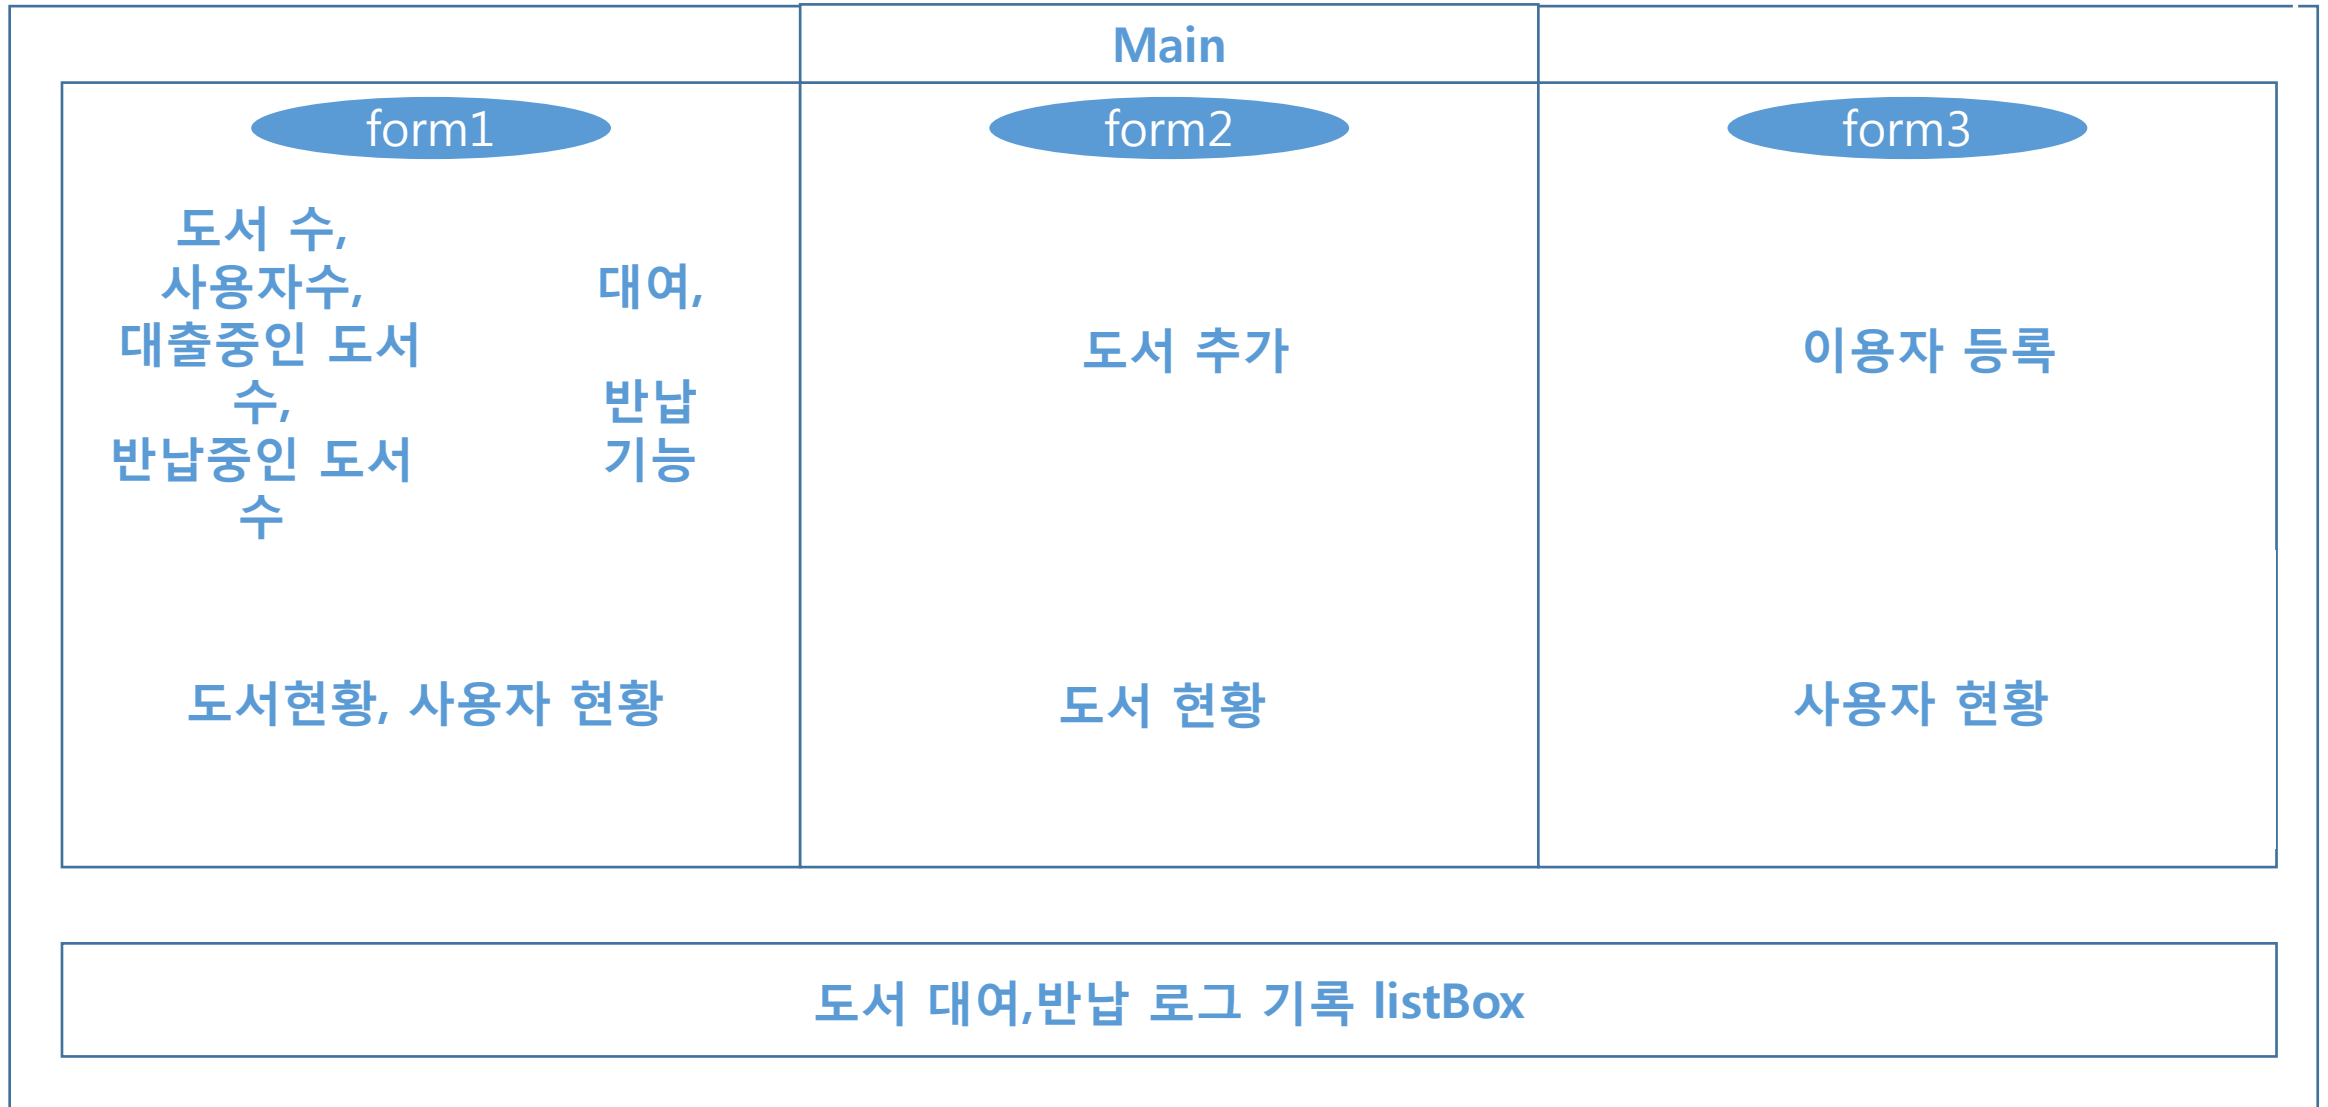 Main
form1
도서 수,
사용자수,
대출중인 도서
수,
반납중인 도서
수
대여,
반납
기능
도서현황, 사용자 현황
form2
도서 추가
도서 현황
form3
이용자 등록
사용자 현황
도서 대여,반납 로그 기록 listBox